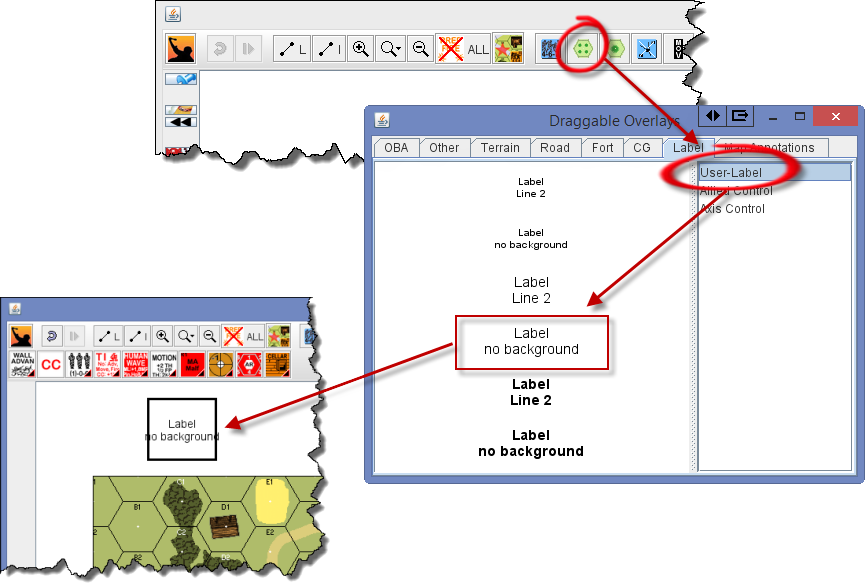 L
I
ALL
Draggable Overlays
OBA Other Terrain Road Fort CG Label Map Annotations
Label
Line 2
Label
no background
Label
Line 2
Label
no background
Label
Line 2
Label
no background
User-Label
Allied Control
Axis Control
L
I
ALL
WALL
ADVAN
CC
TI
HUMAN
WAVE
MOTION
CELLAR
Label
no background
B1
D1
E1
E2
B2
D2